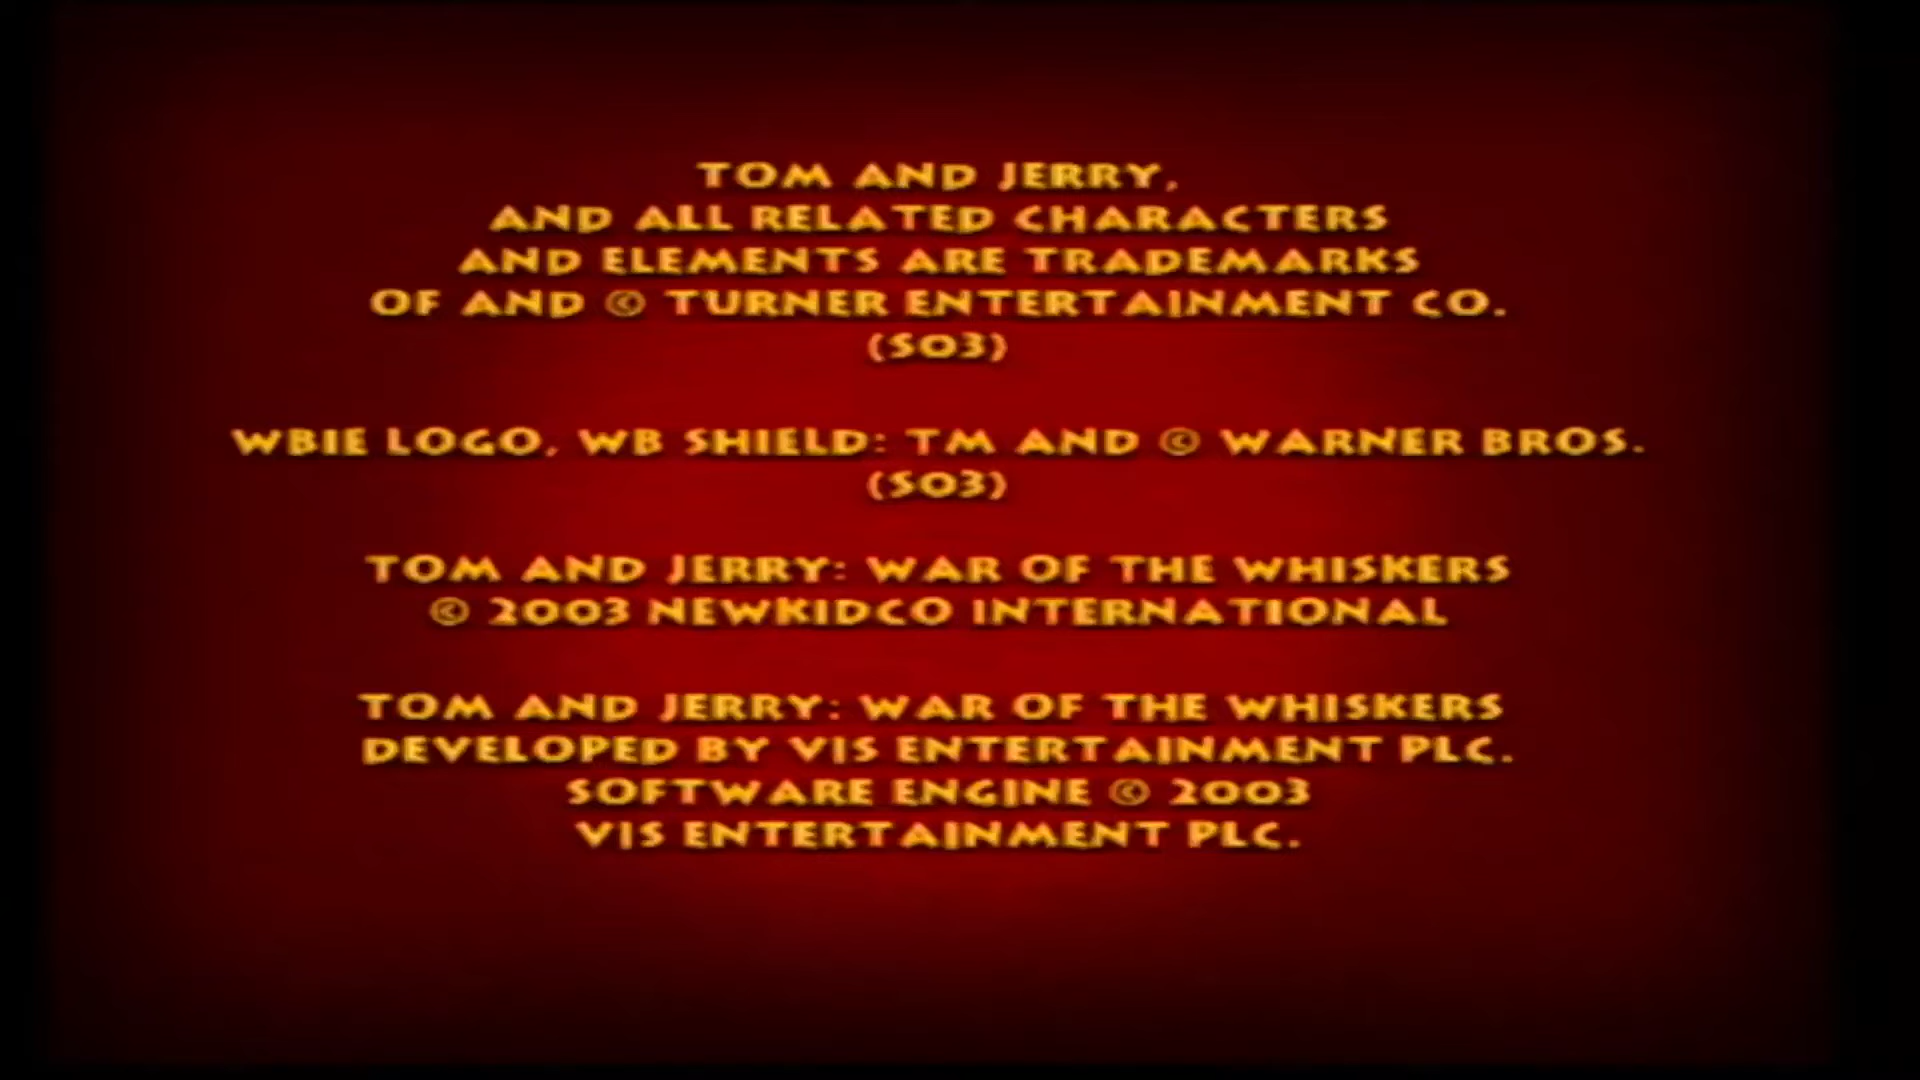 TOM AND JERRY,
AND ALL RELATED CHARACTERS
AND ELEMENTS ARE TRADEMARKS
OF AND © TURNER ENTERTAINMENT CO.
(S03)
WBIE LOGO, WB SHIELD: TM AND © WARNER BROS.
(S03)
TOM AND JERRY: WAR OF THE WHISKERS
© 2003 NEWKIDCO INTERNATIONAL
TOM AND JERRY: WAR OF THE WHISKERS
DEVELOPED BY VIS ENTERTAINMENT PLC.
SOFTWARE ENGINE © 2003
VIS ENTERTAINMENT PLC.